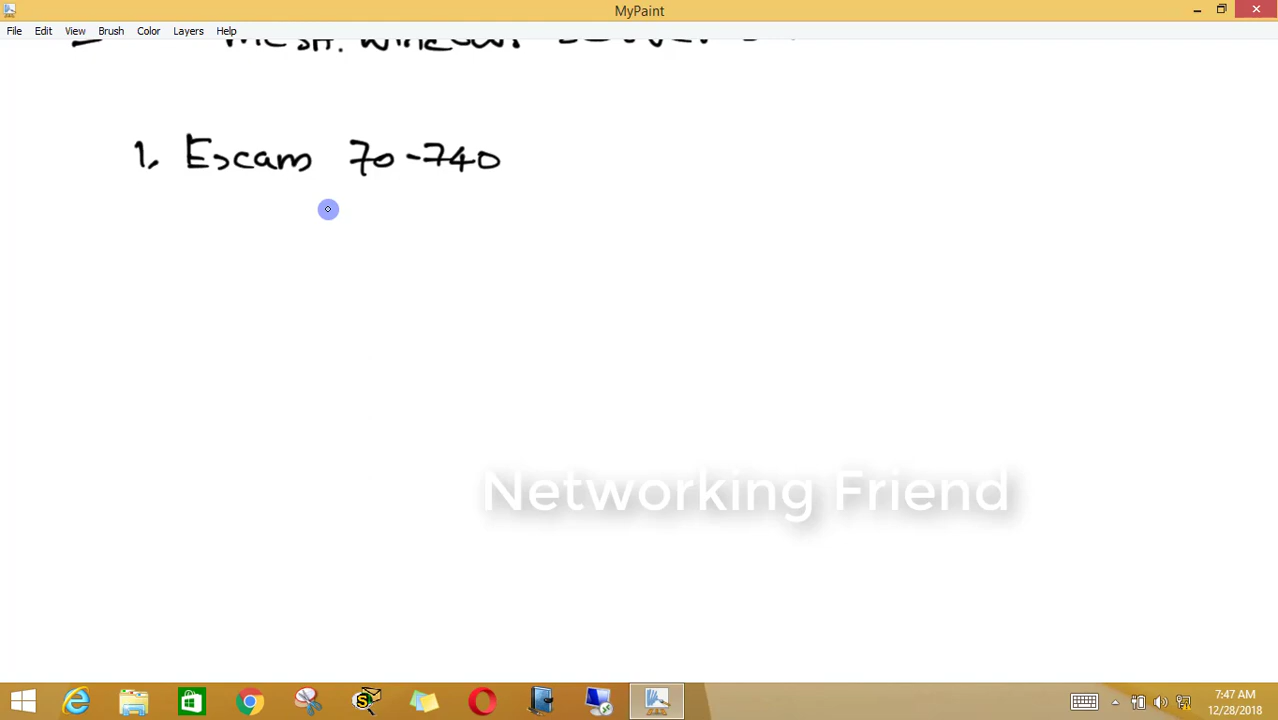 MyPaint
File Edit View Brush Color Layers Help
1. Exam 70-740
Networking Friend
7:47 AM
12/28/2018